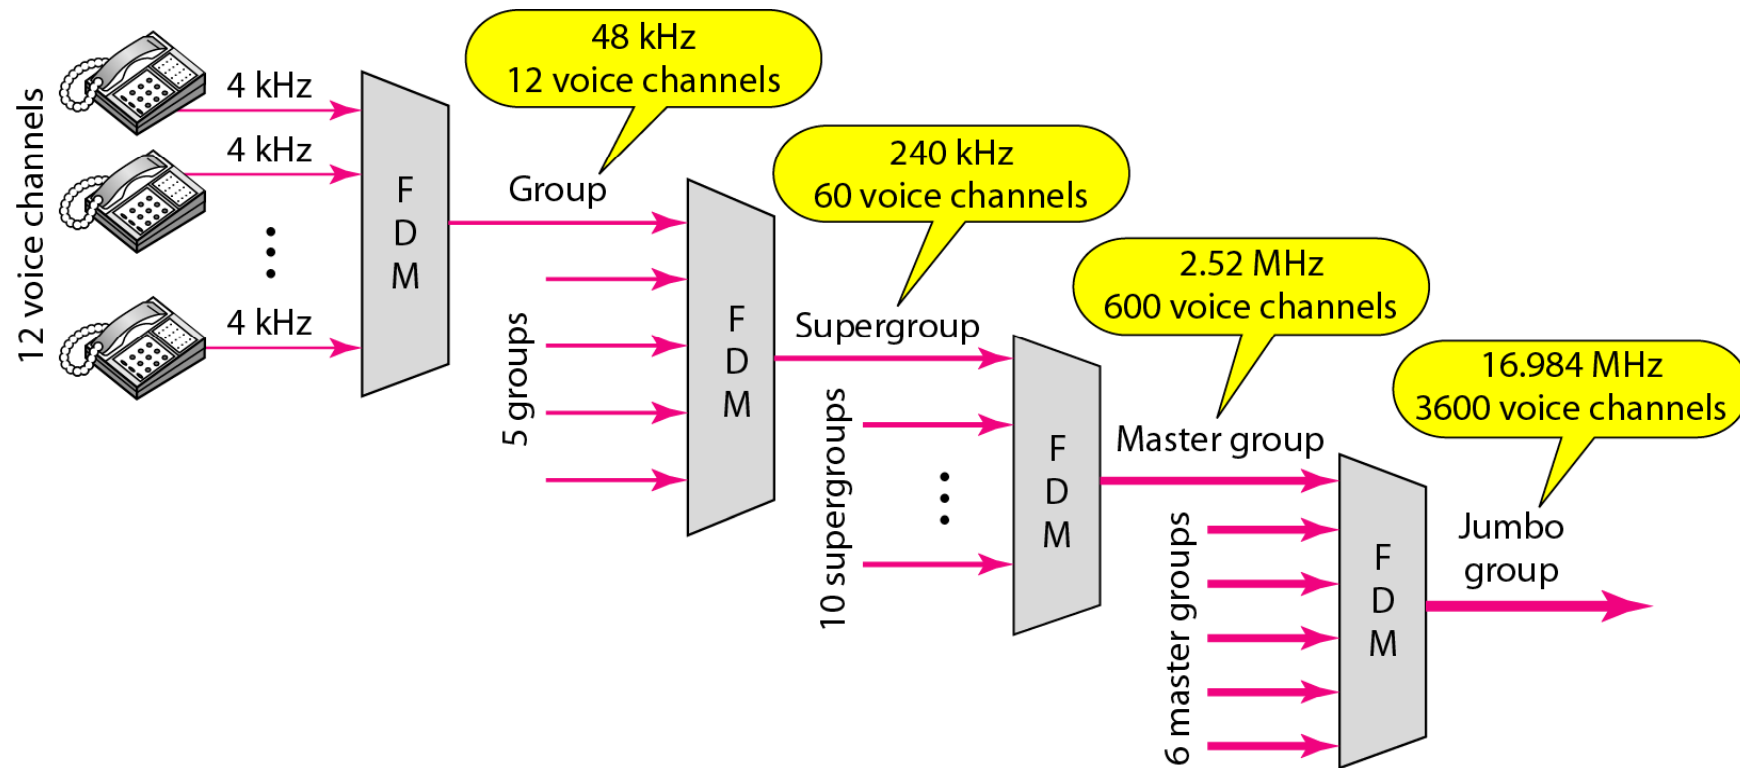 12 voice channels
4 kHz
4 kHz
4 kHz
F
D
M
48 kHz
12 voice channels
Group
5 groups
F
D
M
240 kHz
60 voice channels
Supergroup
10 supergroups
F
D
M
2.52 MHz
600 voice channels
Master group
6 master groups
F
D
M
16.984 MHz
3600 voice channels
Jumbo
group